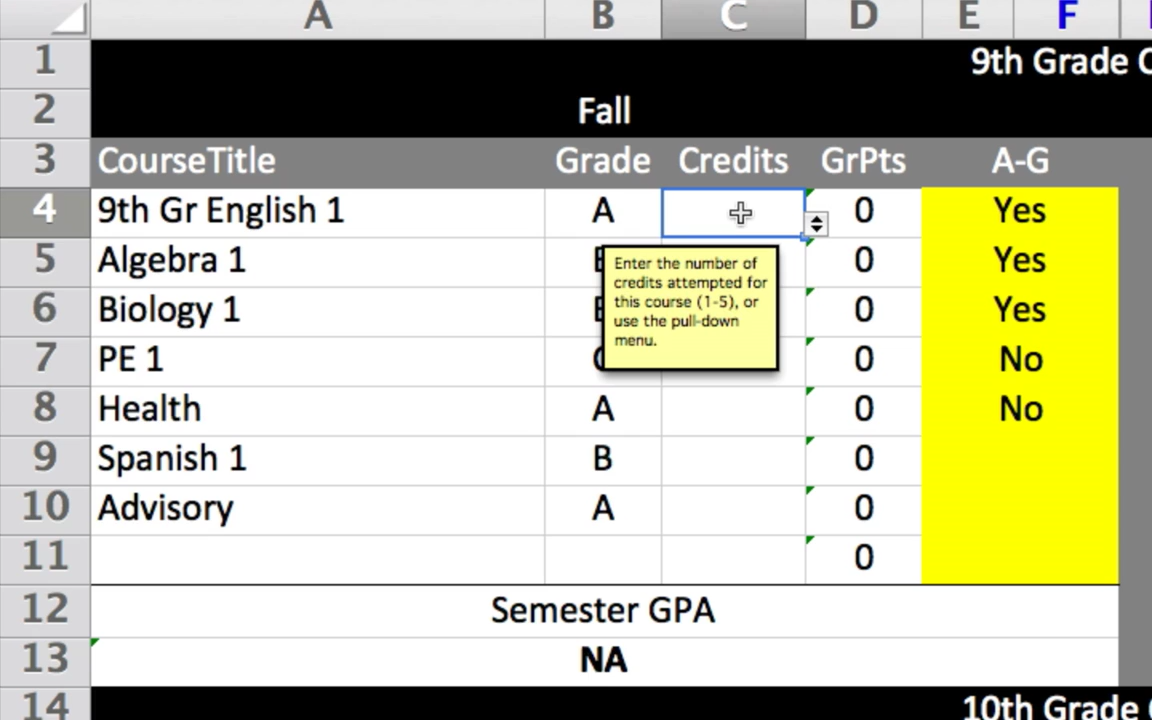 A B C D E F
1 9th Grade
2 Fall
3 CourseTitle Grade Credits GrPts A-G
4 9th Gr English 1 A 0 Yes
5 Algebra 1 0 Yes
6 Biology 1 0 Yes
7 PE 1 0 No
8 Health A 0 No
9 Spanish 1 B 0
10 Advisory A 0
11 0
Enter the number of
credits attempted for
this course (1-5), or
use the pull-down
menu.
12 Semester GPA
13 NA
14 10th Grade